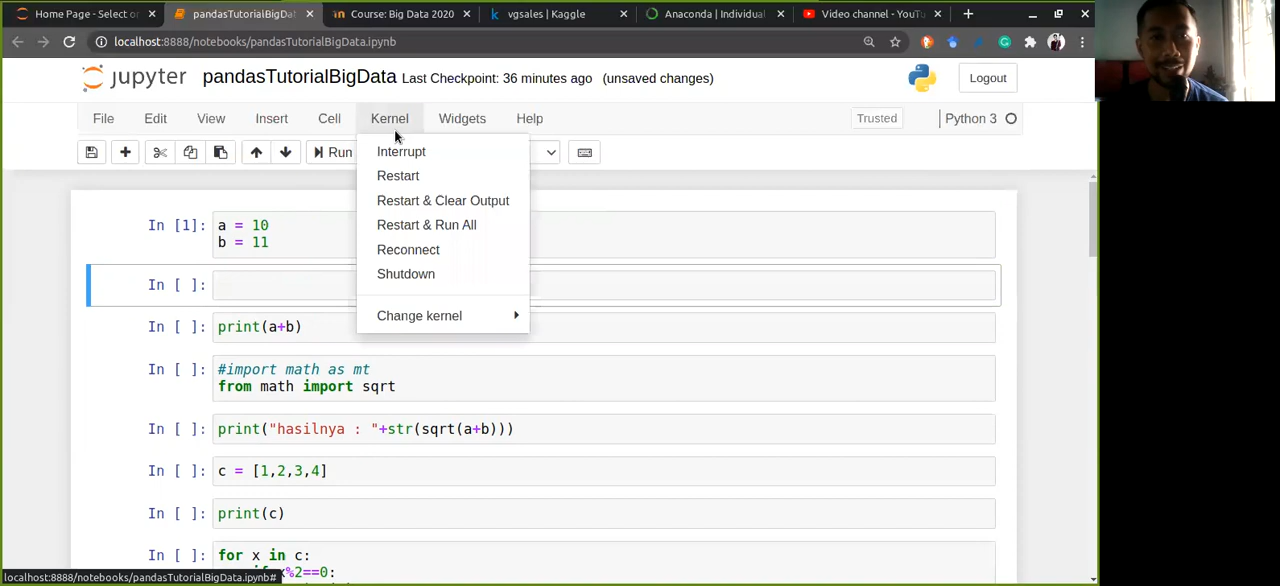 Home Page - Select or
pandasTutorialBigDat
Course: Big Data 2020
vgsales | Kaggle
Anaconda | Individual
Video channel - YouTu
localhost:8888/notebooks/pandasTutorialBigData.ipynb
jupyter pandasTutorialBigData Last Checkpoint: 36 minutes ago (unsaved changes)
Logout
File Edit View Insert Cell Kernel Widgets Help
Trusted
Python 3
Run
Interrupt
Restart
Restart & Clear Output
Restart & Run All
Reconnect
Shutdown
Change kernel
In [1]: a = 10
b = 11
In [ ]:
In [ ]: print(a+b)
In [ ]: #import math as mt
from math import sqrt
In [ ]: print("hasilnya : "+str(sqrt(a+b)))
In [ ]: c = [1,2,3,4]
In [ ]: print(c)
In [ ]: for x in c:
x%2==0:
localhost:8888/notebooks/pandasTutorialBigData.ipynb#